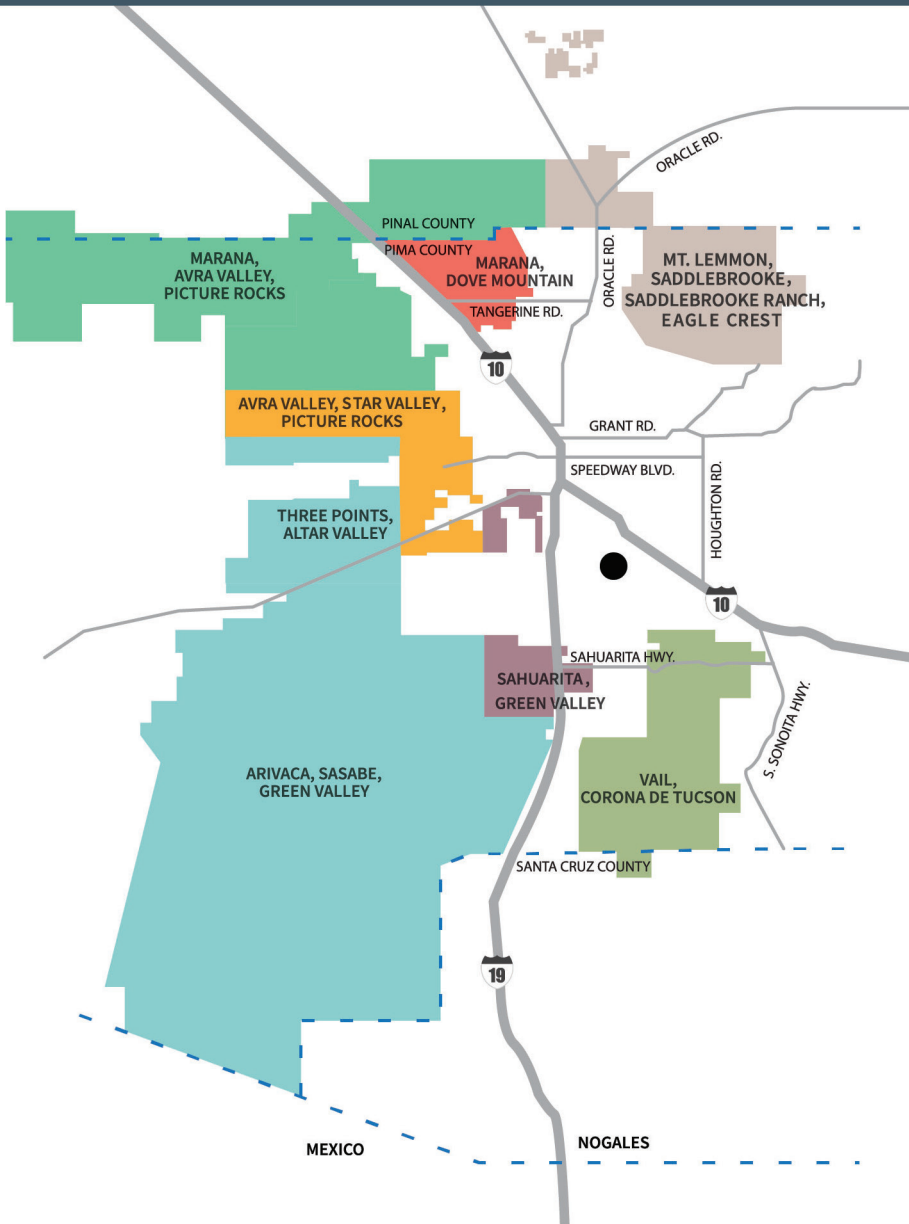 ORACLE RD.
PINAL COUNTY
PIMA COUNTY
MARANA,
AVRA VALLEY,
PICTURE ROCKS
MARANA,
DOVE MOUNTAIN
TANGERINE RD.
ORACLE RD.
MT. LEMMON,
SADDLEBROOKE,
SADDLEBROOKE RANCH,
EAGLE CREST
10
AVRA VALLEY, STAR VALLEY,
PICTURE ROCKS
GRANT RD.
SPEEDWAY BLVD.
HOUGHTON RD.
THREE POINTS,
ALTAR VALLEY
10
SAHUARITA HWY.
SAHUARITA,
GREEN VALLEY
S. SONOITA HWY.
ARIVACA, SASABE,
GREEN VALLEY
VAIL,
CORONA DE TUCSON
SANTA CRUZ COUNTY
19
MEXICO
NOGALES